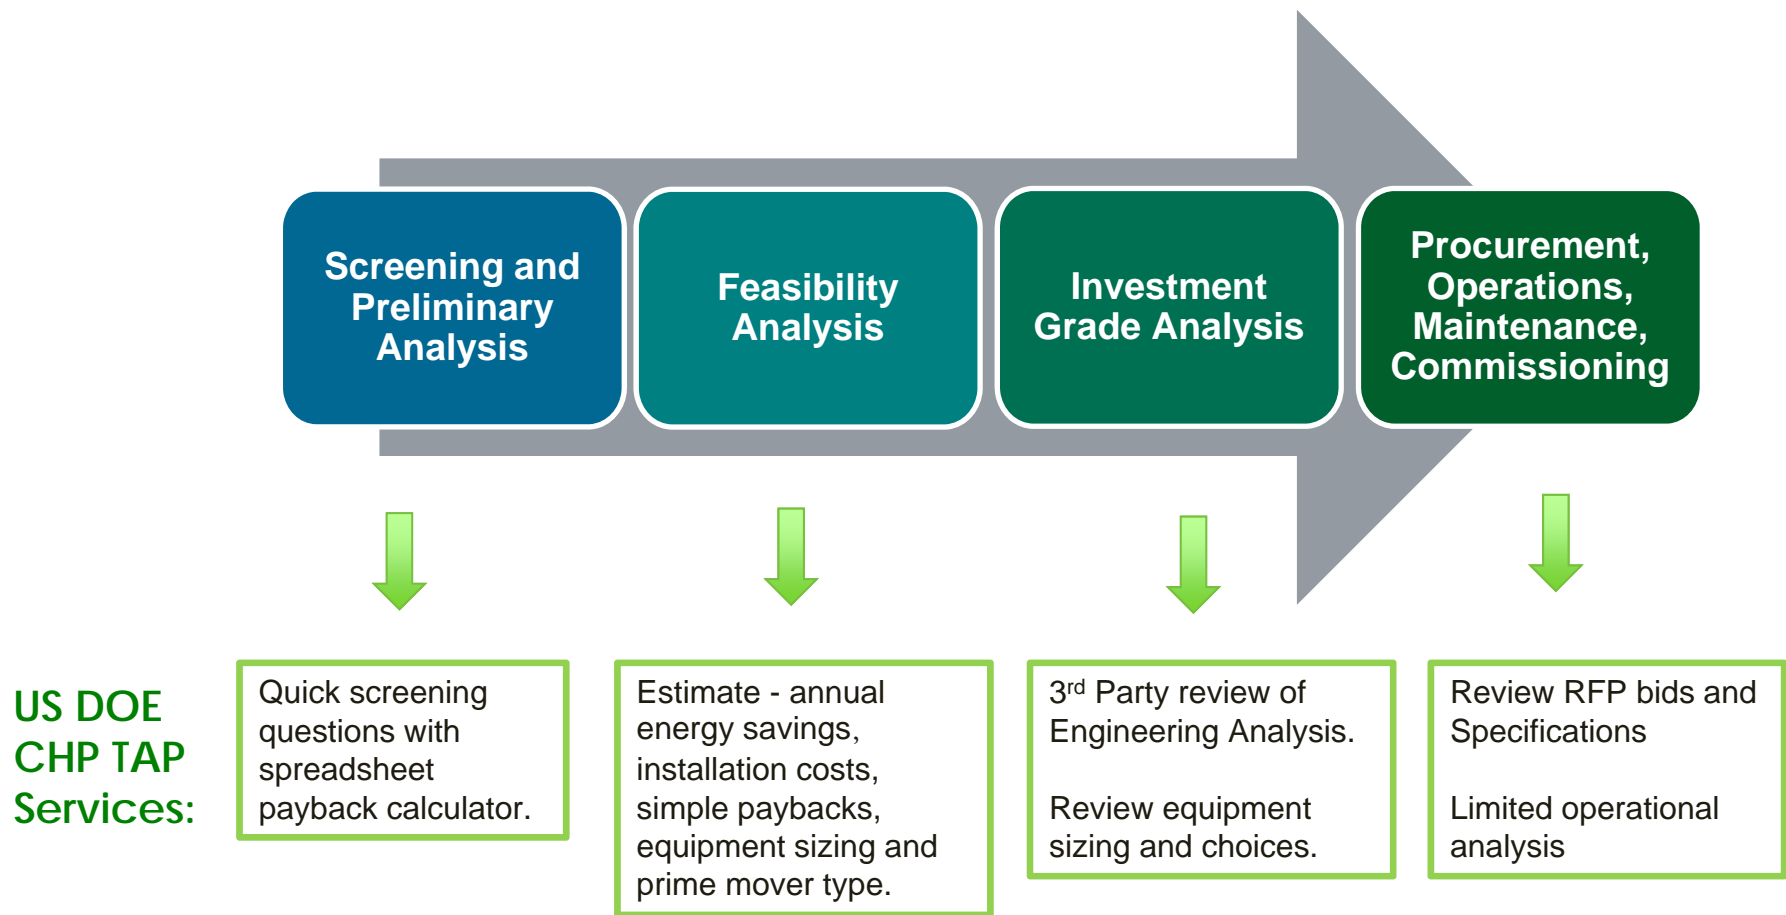 Screening and
Preliminary
Analysis
Feasibility
Analysis
Investment
Grade Analysis
Procurement,
Operations,
Maintenance,
Commissioning
US DOE
CHP TAP
Services:
Quick screening
questions with
spreadsheet
payback calculator.
Estimate - annual
energy savings,
installation costs,
simple paybacks,
equipment sizing and
prime mover type.
3rd Party review of
Engineering Analysis.
Review equipment
sizing and choices.
Review RFP bids and
Specifications
Limited operational
analysis